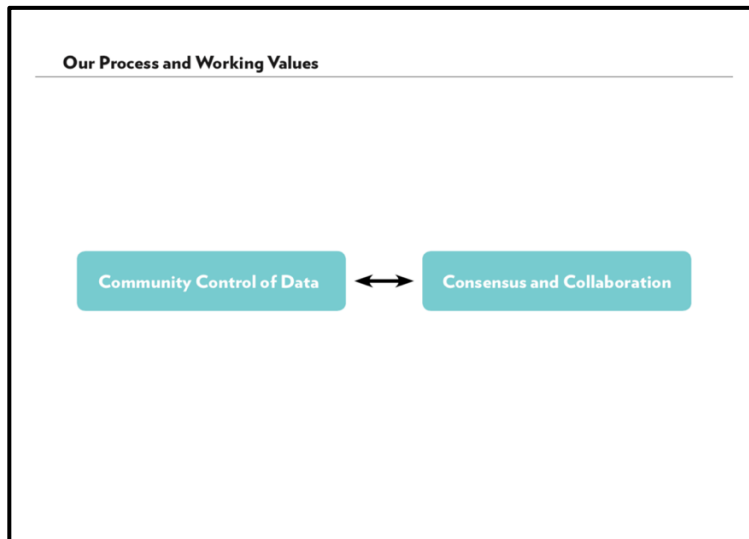 Our Process and Working Values
Community Control of Data
Consensus and Collaboration